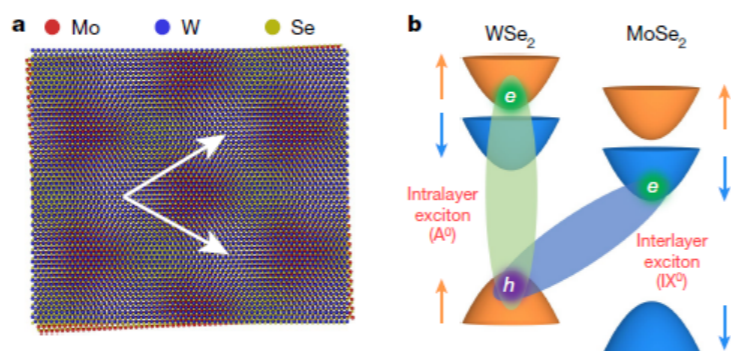 a Mo W Se
b WSe₂ MoSe₂
e
e
Intralayer
exciton
(A⁰)
Interlayer
exciton
(IX⁰)
h